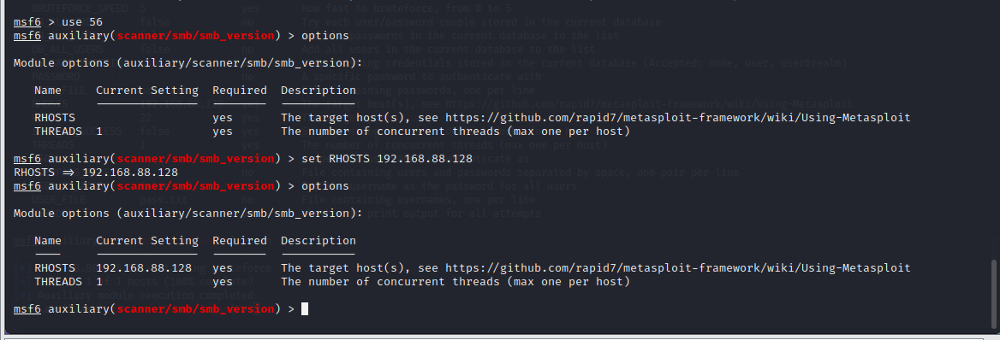 msf6 > use 56
msf6 auxiliary(scanner/smb/smb_version) > options
Module options (auxiliary/scanner/smb/smb_version):
Name Current Setting Required Description
RHOSTS yes The target host(s), see https://github.com/rapid7/metasploit-framework/wiki/Using-Metasploit
THREADS 1 yes The number of concurrent threads (max one per host)
msf6 auxiliary(scanner/smb/smb_version) > set RHOSTS 192.168.88.128
RHOSTS ⇒ 192.168.88.128
msf6 auxiliary(scanner/smb/smb_version) > options
Module options (auxiliary/scanner/smb/smb_version):
Name Current Setting Required Description
RHOSTS 192.168.88.128 yes The target host(s), see https://github.com/rapid7/metasploit-framework/wiki/Using-Metasploit
THREADS 1 yes The number of concurrent threads (max one per host)
msf6 auxiliary(scanner/smb/smb_version) >